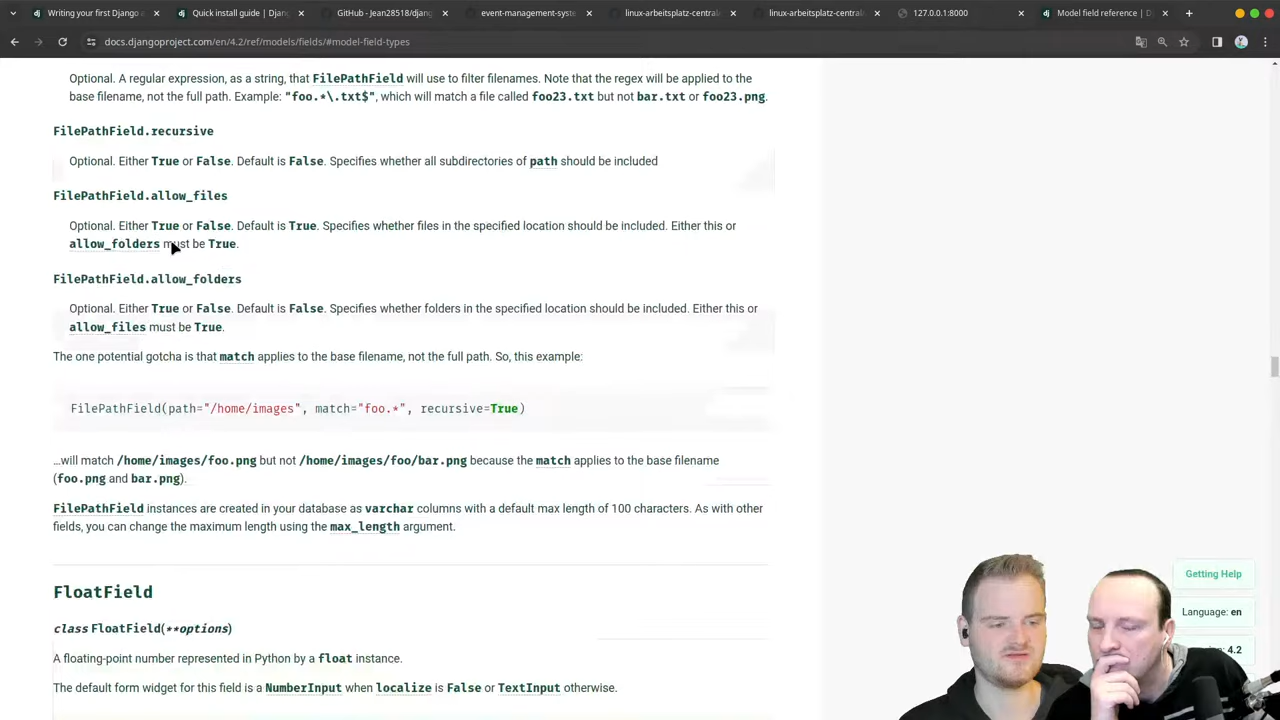 Writing your first Django a
Quick install guide | Django
GitHub - Jean28518/djang
event-management-syste
linux-arbeitsplatz-central
linux-arbeitsplatz-central
127.0.0.1:8000
Model field reference | D
docs.djangoproject.com/en/4.2/ref/models/fields/#model-field-types
Optional. A regular expression, as a string, that FilePathField will use to filter filenames. Note that the regex will be applied to the
base filename, not the full path. Example: "foo.*\.txt$", which will match a file called foo23.txt but not bar.txt or foo23.png.
FilePathField.recursive
Optional. Either True or False. Default is False. Specifies whether all subdirectories of path should be included
FilePathField.allow_files
Optional. Either True or False. Default is True. Specifies whether files in the specified location should be included. Either this or
allow_folders must be True.
FilePathField.allow_folders
Optional. Either True or False. Default is False. Specifies whether folders in the specified location should be included. Either this or
allow_files must be True.
The one potential gotcha is that match applies to the base filename, not the full path. So, this example:
FilePathField(path="/home/images", match="foo.*", recursive=True)
…will match /home/images/foo.png but not /home/images/foo/bar.png because the match applies to the base filename
(foo.png and bar.png).
FilePathField instances are created in your database as varchar columns with a default max length of 100 characters. As with other
fields, you can change the maximum length using the max_length argument.
FloatField
class FloatField(**options)
A floating-point number represented in Python by a float instance.
The default form widget for this field is a NumberInput when localize is False or TextInput otherwise.
Getting Help
Language: en
4.2